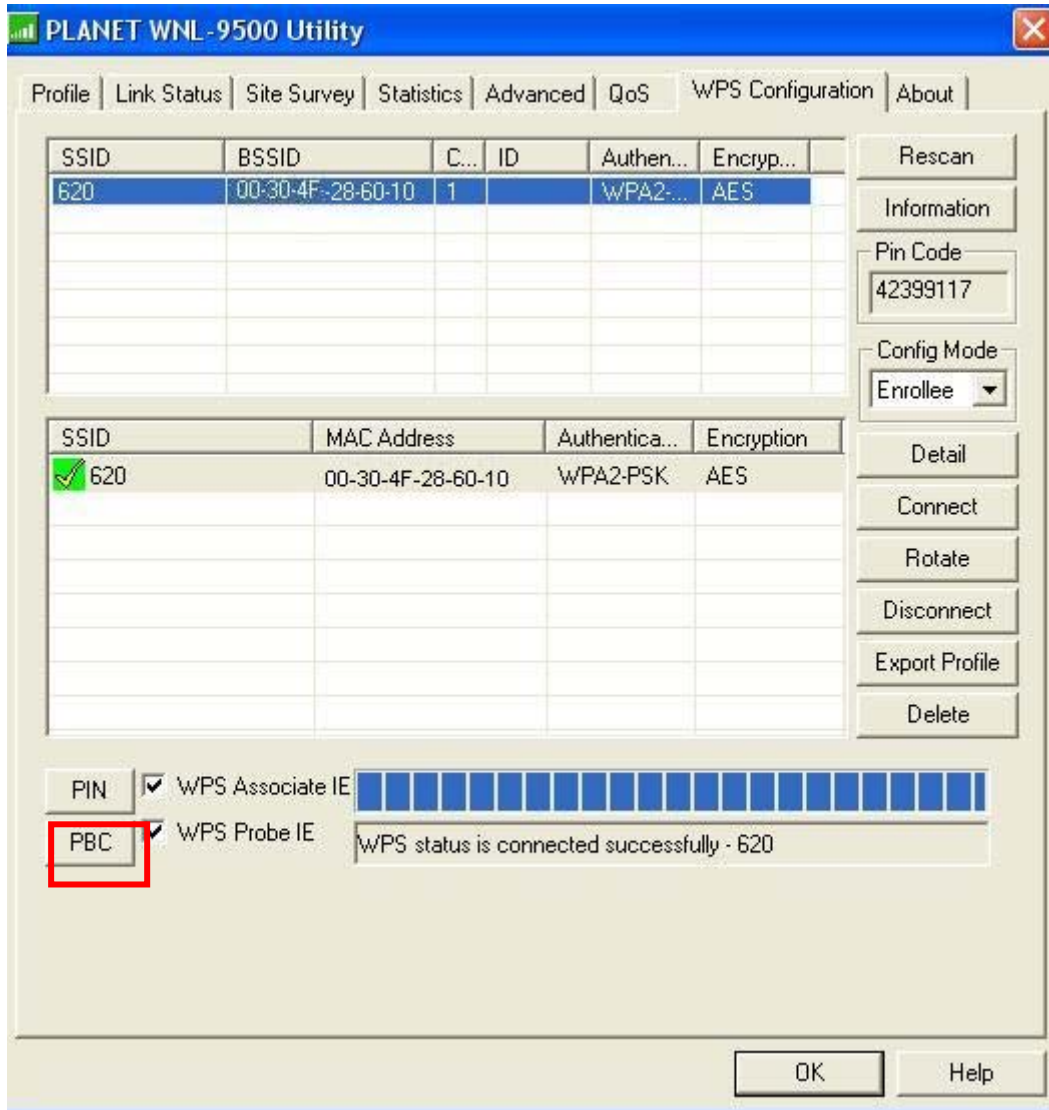 PLANET WNL-9500 Utility
Profile Link Status Site Survey Statistics Advanced QoS WPS Configuration About
SSID BSSID C... ID Authen... Encryp...
620 00-30-4F-28-60-10 1 WPA2-... AES
Rescan
Information
Pin Code
42399117
Config Mode
Enrollee
SSID MAC Address Authentica... Encryption
620 00-30-4F-28-60-10 WPA2-PSK AES
Detail
Connect
Rotate
Disconnect
Export Profile
Delete
PIN WPS Associate IE
PBC WPS Probe IE WPS status is connected successfully - 620
OK Help